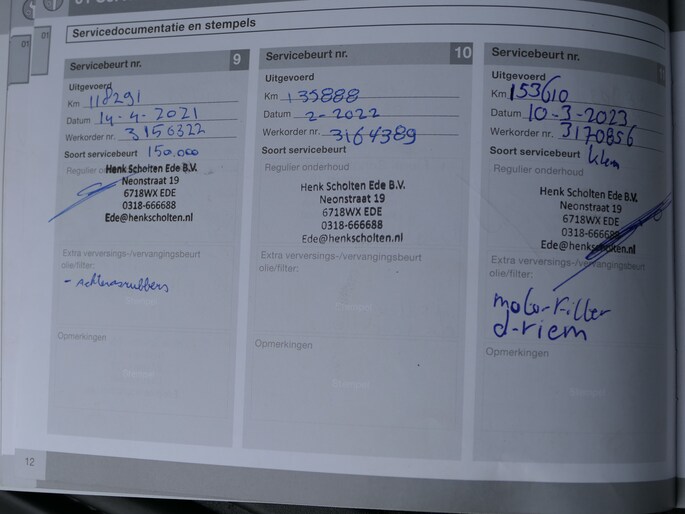 01
01
Servicedocumentatie en stempels
Servicebeurt nr. 9
Uitgevoerd
Km 118291
Datum 14-4-2021
Werkorder nr. 3156322
Soort servicebeurt 150.000
Regulier onderhoud
Henk Scholten Ede B.V.
Neonstraat 19
6718WX EDE
0318-666688
Ede@henkscholten.nl
Extra verversings-/vervangingsbeurt
olie/filter:
- achterasrubbers
Opmerkingen
Servicebeurt nr. 10
Uitgevoerd
Km 135888
Datum 2-2022
Werkorder nr. 3164389
Soort servicebeurt
Regulier onderhoud
Henk Scholten Ede B.V.
Neonstraat 19
6718WX EDE
0318-666688
Ede@henkscholten.nl
Extra verversings-/vervangingsbeurt
olie/filter:
Opmerkingen
Servicebeurt nr. 11
Uitgevoerd
Km 153610
Datum 10-3-2023
Werkorder nr. 3170856
Soort servicebeurt klein
Regulier onderhoud
Henk Scholten Ede B.V.
Neonstraat 19
6718WX EDE
0318-666688
Ede@henkscholten.nl
Extra verversings-/vervangingsbeurt
olie/filter:
motor-filter
d-riem
Opmerkingen
12